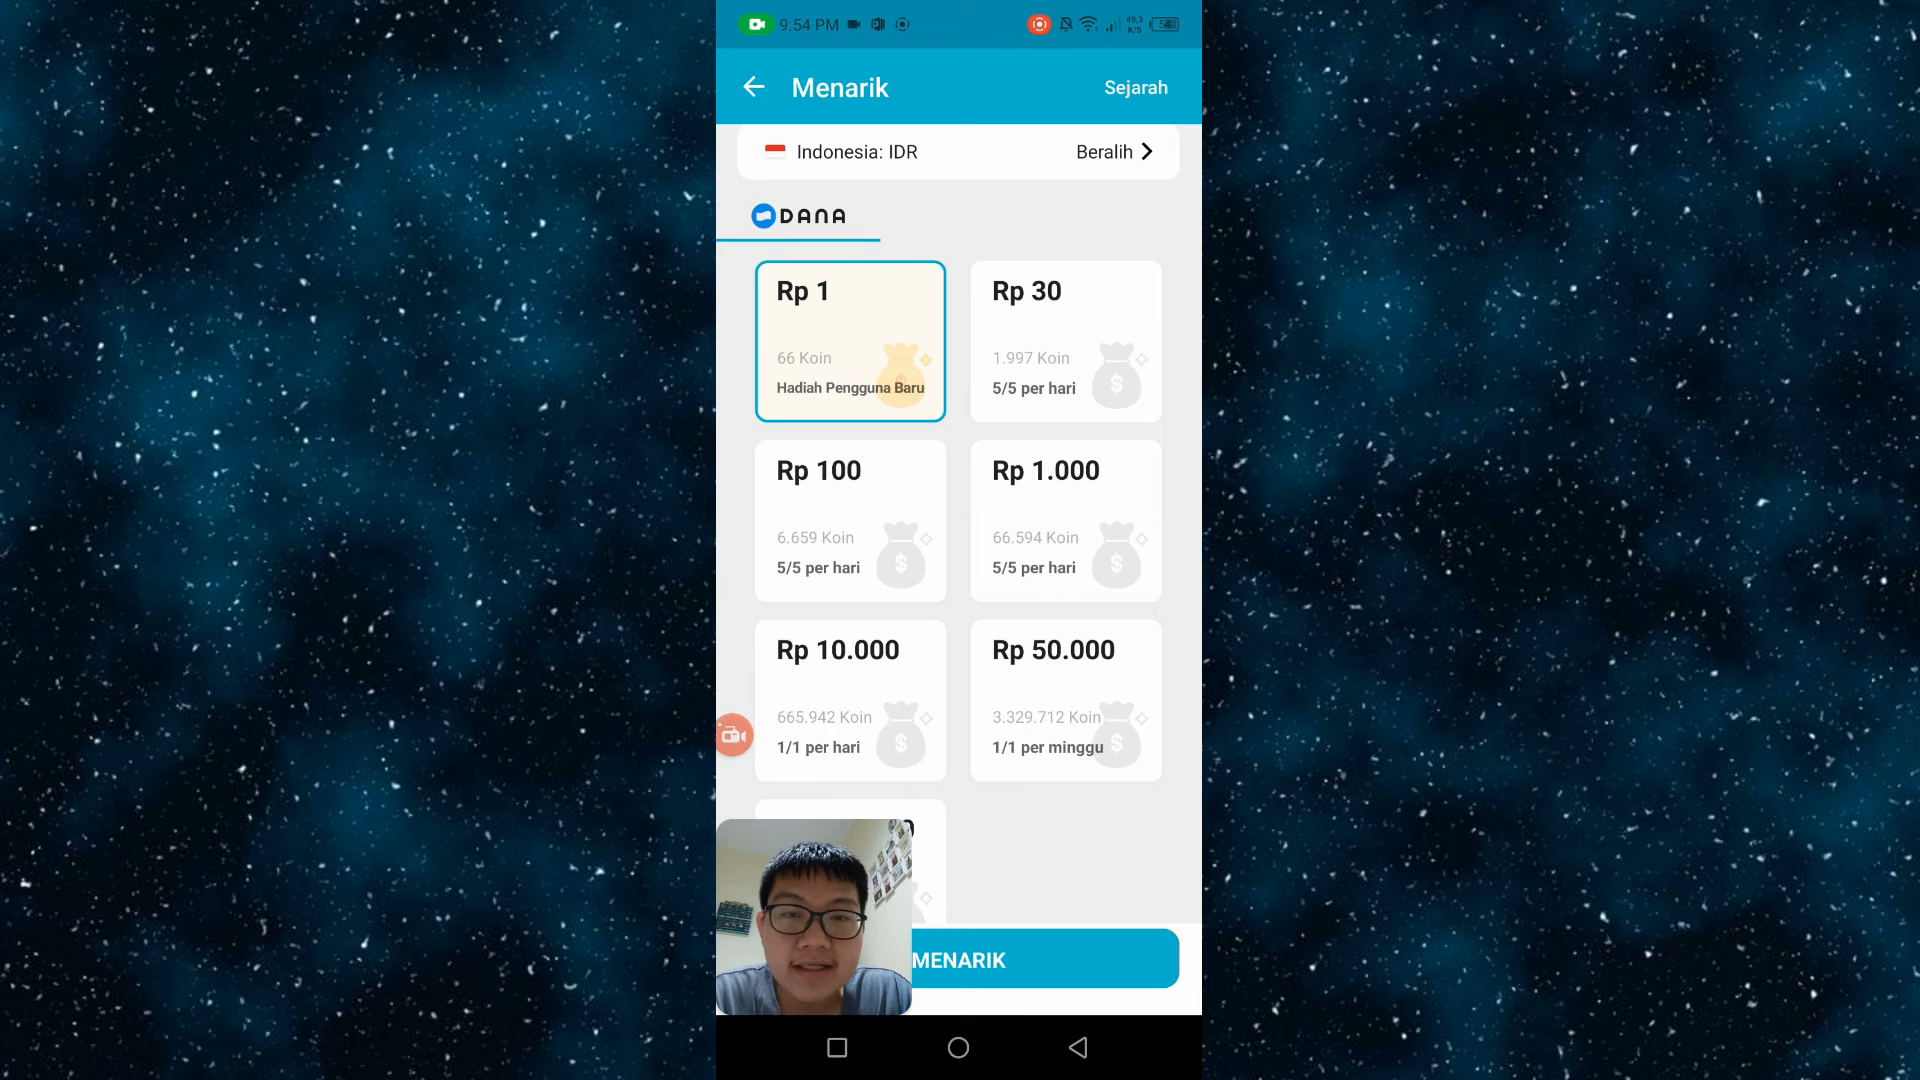 9.54 PM
49,3
K/S
54
Menarik
Sejarah
Indonesia: IDR
Beralih
DANA
Rp 1
66 Koin
Hadiah Pengguna Baru
Rp 30
1.997 Koin
5/5 per hari
Rp 100
6.659 Koin
5/5 per hari
Rp 1.000
66.594 Koin
5/5 per hari
Rp 10.000
665.942 Koin
1/1 per hari
Rp 50.000
3.329.712 Koin
1/1 per minggu
MENARIK